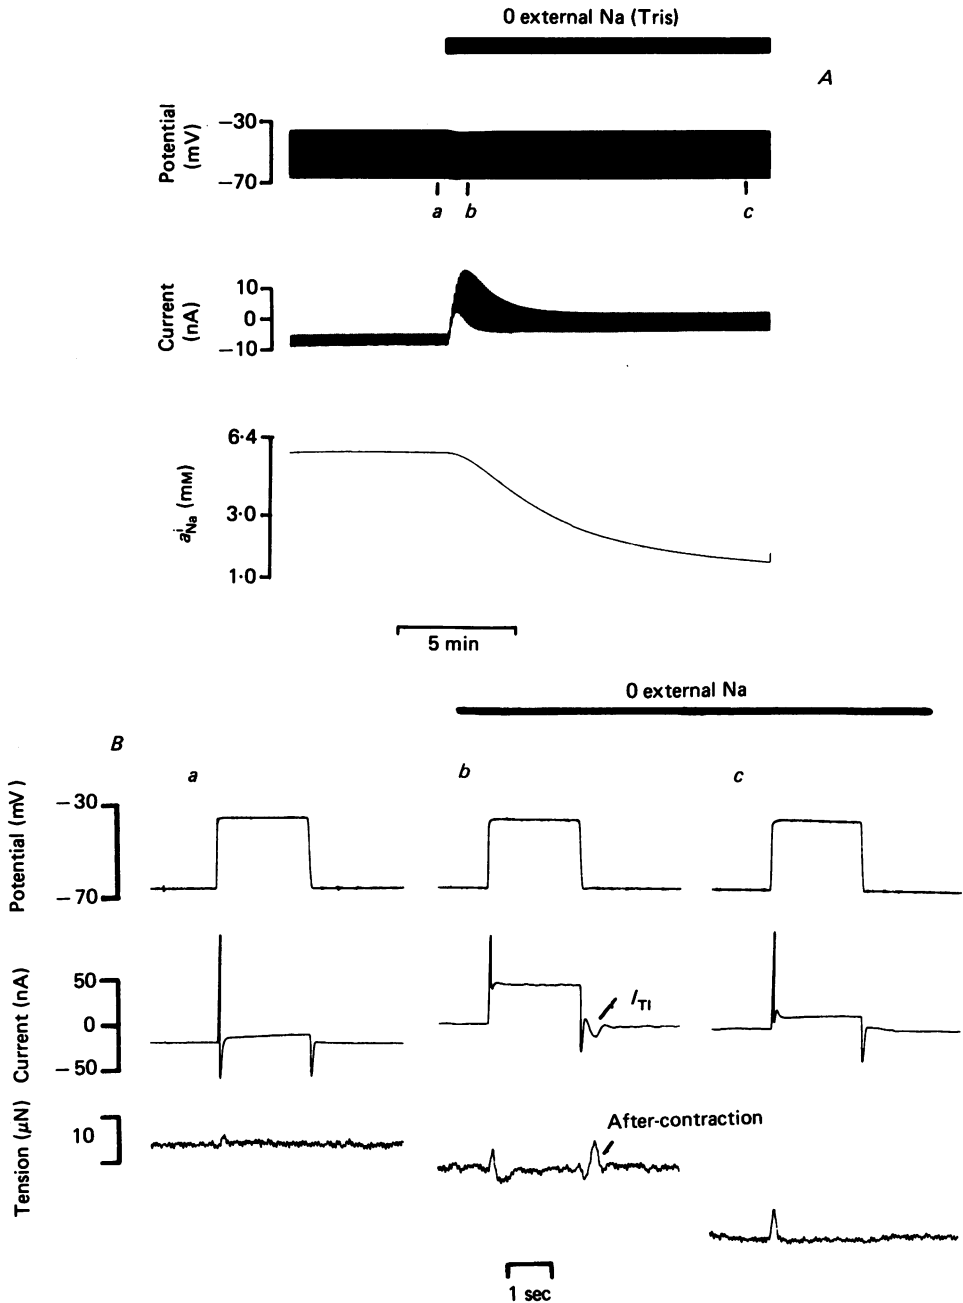 0 external Na (Tris)
A
Potential
(mV)
−30
−70
a
b
c
Current
(nA)
10
0
−10
aⁱNa (mM)
6·4
3·0
1·0
5 min
0 external Na
B
a
b
c
Potential (mV)
−30
−70
Current (nA)
50
0
−50
ITI
Tension (μN)
10
After-contraction
1 sec